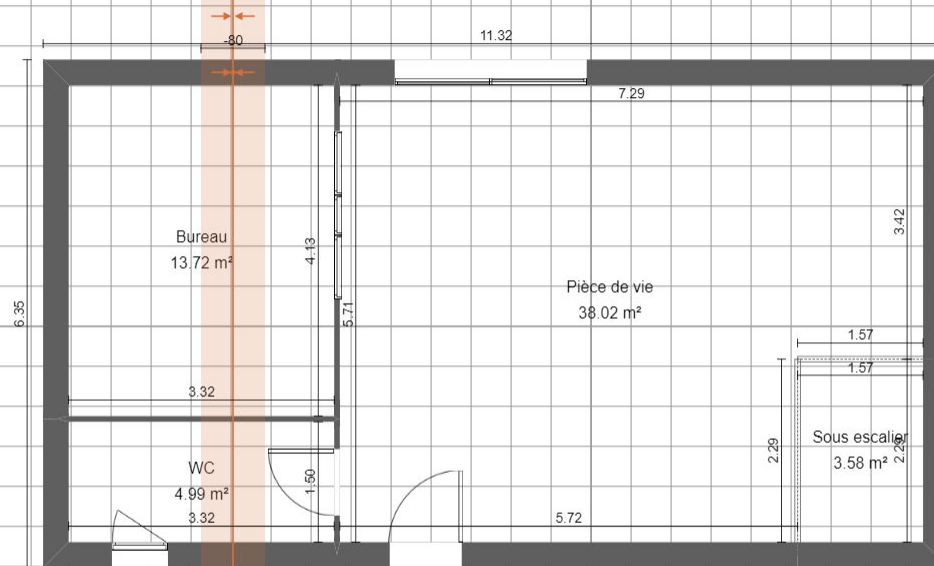 -80
11.32
7.29
Bureau
13.72 m²
4.13
3.42
Pièce de vie
38.02 m²
6.35
5.71
1.57
1.57
3.32
Sous escalier
3.58 m²
2.29
2.29
WC
4.99 m²
1.50
3.32
5.72